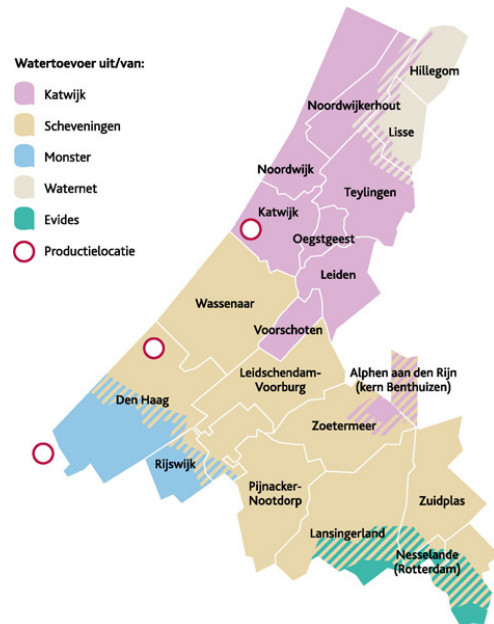 Watertoevoer uit/van:
Katwijk
Scheveningen
Monster
Waternet
Evides
Productielocatie
Hillegom
Noordwijkerhout
Lisse
Noordwijk
Teylingen
Katwijk
Oegstgeest
Leiden
Wassenaar
Voorschoten
Leidschendam-
Voorburg
Alphen aan den Rijn
(kern Benthuizen)
Den Haag
Zoetermeer
Rijswijk
Pijnacker-
Nootdorp
Zuidplas
Lansingerland
Nesselande
(Rotterdam)